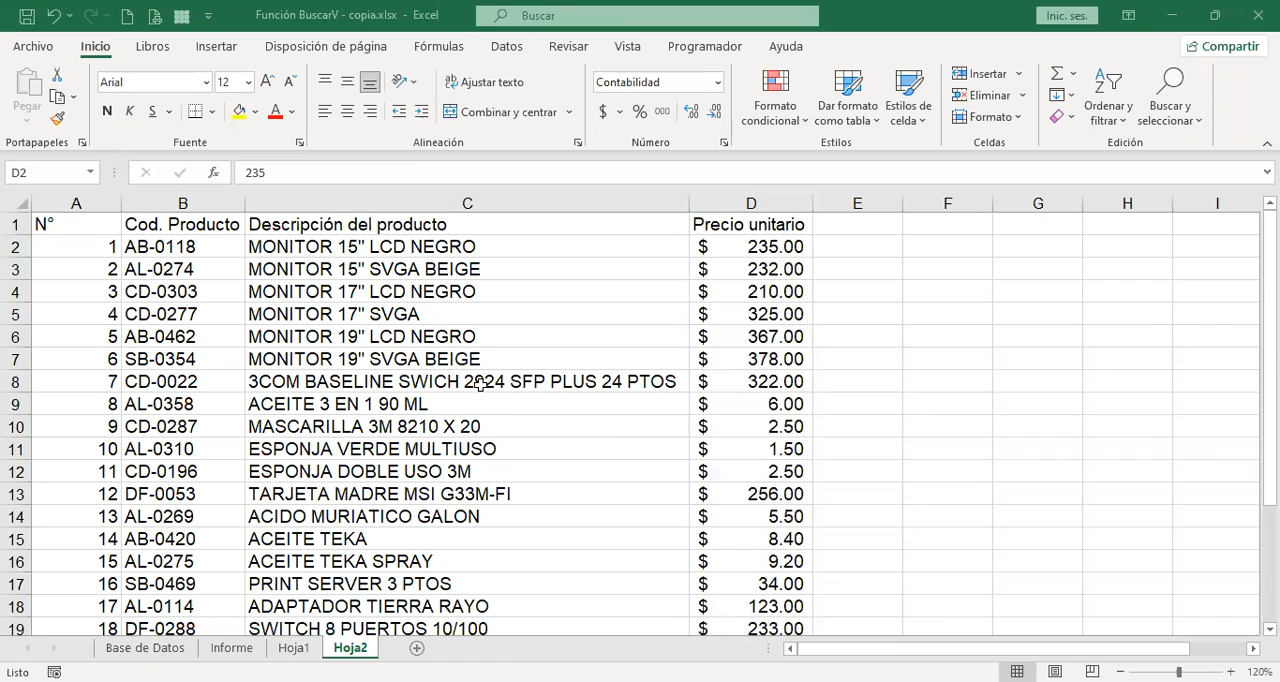 Función BuscarV - copia.xlsx - Excel
Buscar
Inic. ses.
Archivo Inicio Libros Insertar Disposición de página Fórmulas Datos Revisar Vista Programador Ayuda
Compartir
Pegar
Arial 12
N K S
Ajustar texto
Combinar y centrar
Contabilidad
$ % 000
Formato condicional
Dar formato como tabla
Estilos de celda
Insertar
Eliminar
Formato
Ordenar y filtrar
Buscar y seleccionar
Portapapeles Fuente Alineación Número Estilos Celdas Edición
D2 fx 235
A B C D E F G H I
1 N° Cod. Producto Descripción del producto Precio unitario
2 1 AB-0118 MONITOR 15" LCD NEGRO $ 235.00
3 2 AL-0274 MONITOR 15" SVGA BEIGE $ 232.00
4 3 CD-0303 MONITOR 17" LCD NEGRO $ 210.00
5 4 CD-0277 MONITOR 17" SVGA $ 325.00
6 5 AB-0462 MONITOR 19" LCD NEGRO $ 367.00
7 6 SB-0354 MONITOR 19" SVGA BEIGE $ 378.00
8 7 CD-0022 3COM BASELINE SWICH SFP PLUS 24 PTOS $ 322.00
9 8 AL-0358 ACEITE 3 EN 1 90 ML $ 6.00
10 9 CD-0287 MASCARILLA 3M 8210 X 20 $ 2.50
11 10 AL-0310 ESPONJA VERDE MULTIUSO $ 1.50
12 11 CD-0196 ESPONJA DOBLE USO 3M $ 2.50
13 12 DF-0053 TARJETA MADRE MSI G33M-FI $ 256.00
14 13 AL-0269 ACIDO MURIATICO GALON $ 5.50
15 14 AB-0420 ACEITE TEKA $ 8.40
16 15 AL-0275 ACEITE TEKA SPRAY $ 9.20
17 16 SB-0469 PRINT SERVER 3 PTOS $ 34.00
18 17 AL-0114 ADAPTADOR TIERRA RAYO $ 123.00
19 18 DF-0288 SWITCH 8 PUERTOS 10/100 $ 233.00
Base de Datos Informe Hoja1 Hoja2
Listo 120%